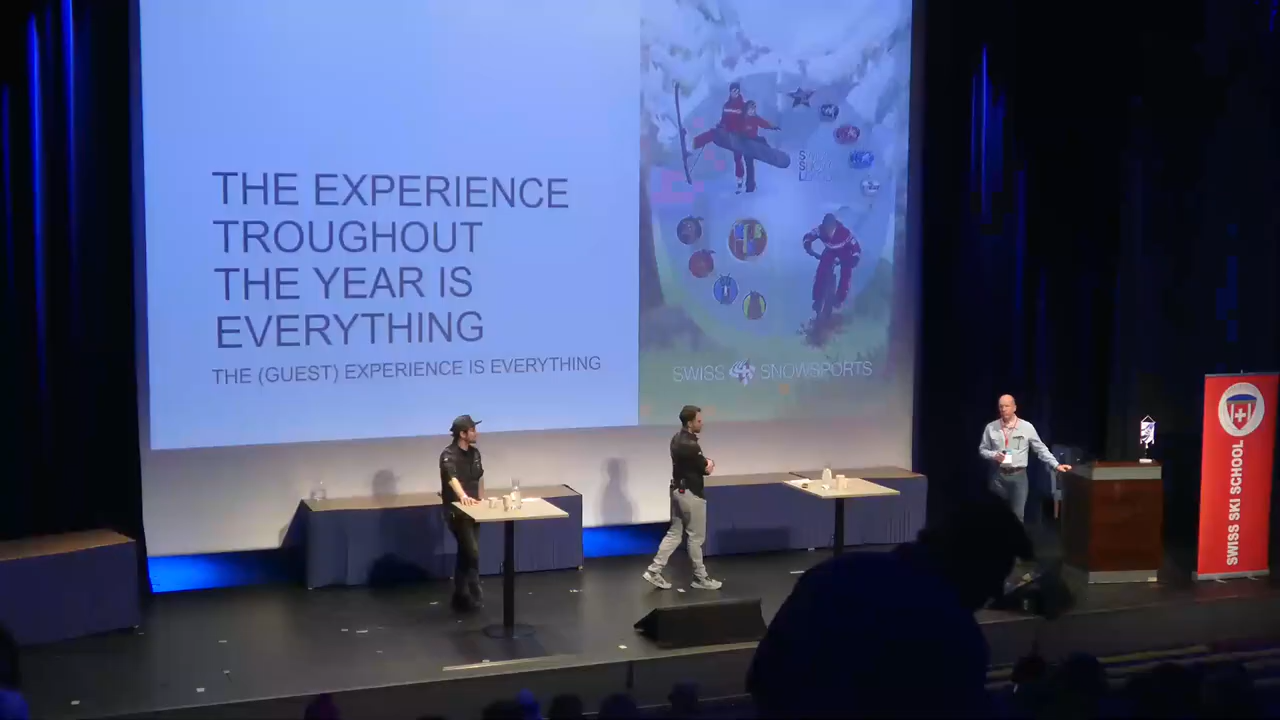 THE EXPERIENCE
TROUGHOUT
THE YEAR IS
EVERYTHING
THE (GUEST) EXPERIENCE IS EVERYTHING
SWISS SNOWSPORTS
SWISS SKI SCHOOL